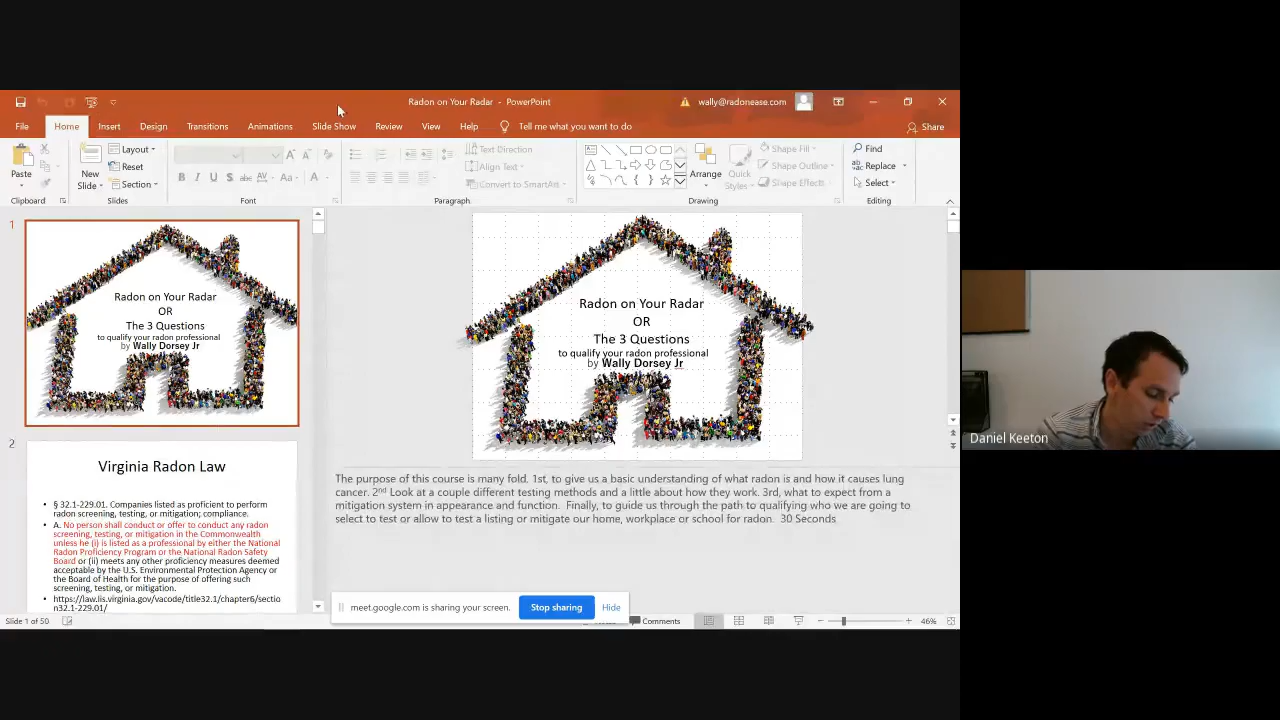 Radon on Your Radar - PowerPoint
wally@radonease.com
File Home Insert Design Transitions Animations Slide Show Review View Help Tell me what you want to do Share
Paste
Clipboard
New
Slide
Layout
Reset
Section
Slides
B I U S abc AV Aa A
Font
Text Direction
Align Text
Convert to SmartArt
Paragraph
Arrange
Quick
Styles
Shape Fill
Shape Outline
Shape Effects
Drawing
Find
Replace
Select
Editing
1
Radon on Your Radar
OR
The 3 Questions
to qualify your radon professional
by Wally Dorsey Jr
2
Virginia Radon Law
• § 32.1-229.01. Companies listed as proficient to perform
radon screening, testing, or mitigation; compliance.
• A. No person shall conduct or offer to conduct any radon
screening, testing, or mitigation in the Commonwealth
unless he (i) is listed as a professional by either the National
Radon Proficiency Program or the National Radon Safety
Board or (ii) meets any other proficiency measures deemed
acceptable by the U.S. Environmental Protection Agency or
the Board of Health for the purpose of offering such
screening, testing, or mitigation.
• https://law.lis.virginia.gov/vacode/title32.1/chapter6/sectio
n32.1-229.01/
Radon on Your Radar
OR
The 3 Questions
to qualify your radon professional
by Wally Dorsey Jr
The purpose of this course is many fold. 1st, to give us a basic understanding of what radon is and how it causes lung
cancer. 2nd Look at a couple different testing methods and a little about how they work. 3rd, what to expect from a
mitigation system in appearance and function. Finally, to guide us through the path to qualifying who we are going to
select to test or allow to test a listing or mitigate our home, workplace or school for radon. 30 Seconds
meet.google.com is sharing your screen. Stop sharing Hide
Slide 1 of 50
Comments
46%
Daniel Keeton